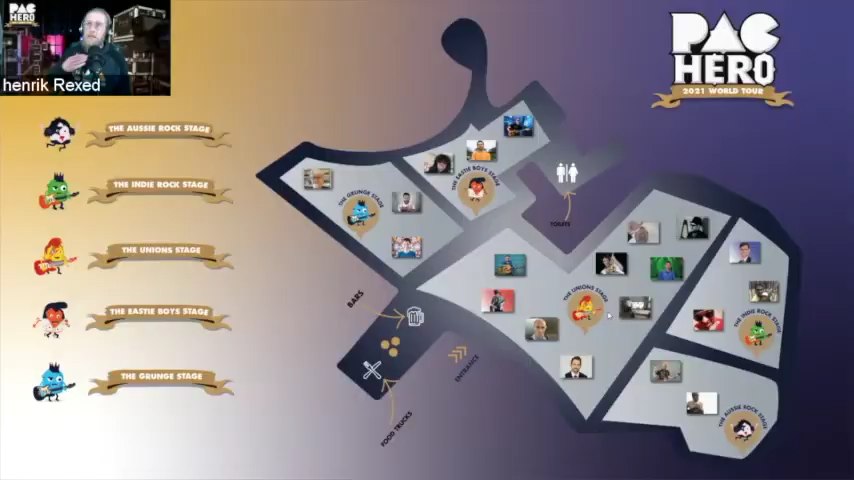 PAC
HERO
henrik Rexed
PAC
HERO
2021 WORLD TOUR
THE AUSSIE ROCK STAGE
THE INDIE ROCK STAGE
THE UNIONS STAGE
THE EASTIE BOYS STAGE
THE GRUNGE STAGE
THE GRUNGE STAGE
THE EASTIE BOYS STAGE
TOILETS
THE UNIONS STAGE
THE INDIE ROCK STAGE
THE AUSSIE ROCK STAGE
BARS
ENTRANCE
FOOD TRUCKS